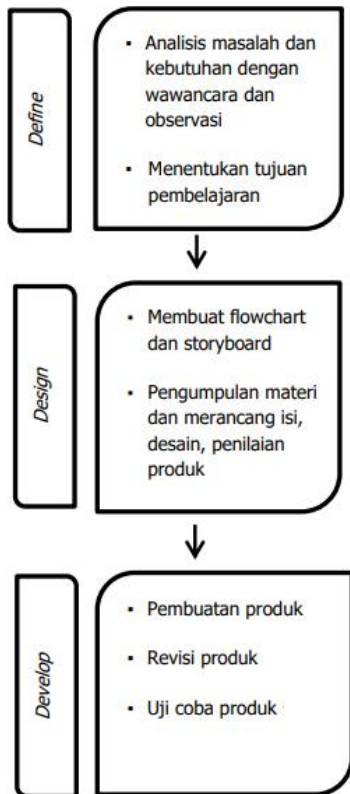 Define
▪ Analisis masalah dan
kebutuhan dengan
wawancara dan
observasi
▪ Menentukan tujuan
pembelajaran
Design
▪ Membuat flowchart
dan storyboard
▪ Pengumpulan materi
dan merancang isi,
desain, penilaian
produk
Develop
▪ Pembuatan produk
▪ Revisi produk
▪ Uji coba produk